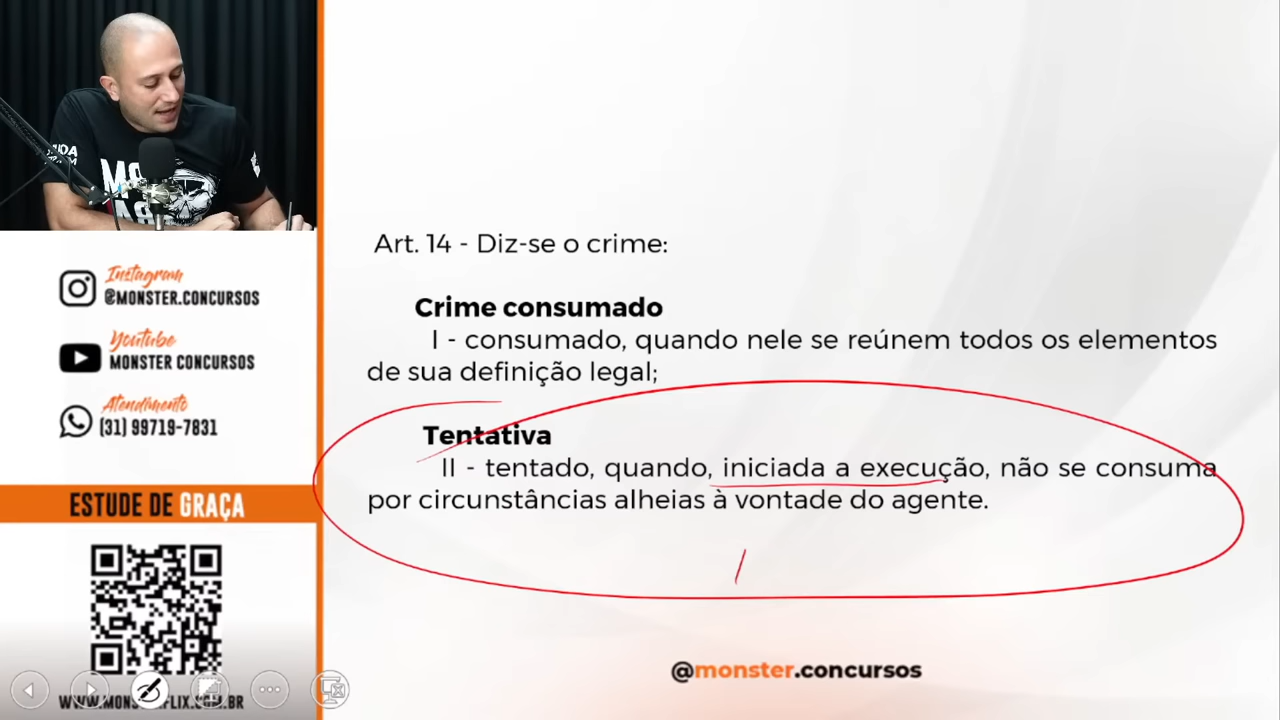 Art. 14 - Diz-se o crime:
Crime consumado
I - consumado, quando nele se reúnem todos os elementos
de sua definição legal;
Tentativa
II - tentado, quando, iniciada a execução, não se consuma
por circunstâncias alheias à vontade do agente.
@monster.concursos
Instagram
@MONSTER.CONCURSOS
Youtube
MONSTER CONCURSOS
Atendimento
(31) 99719-7831
ESTUDE DE GRAÇA